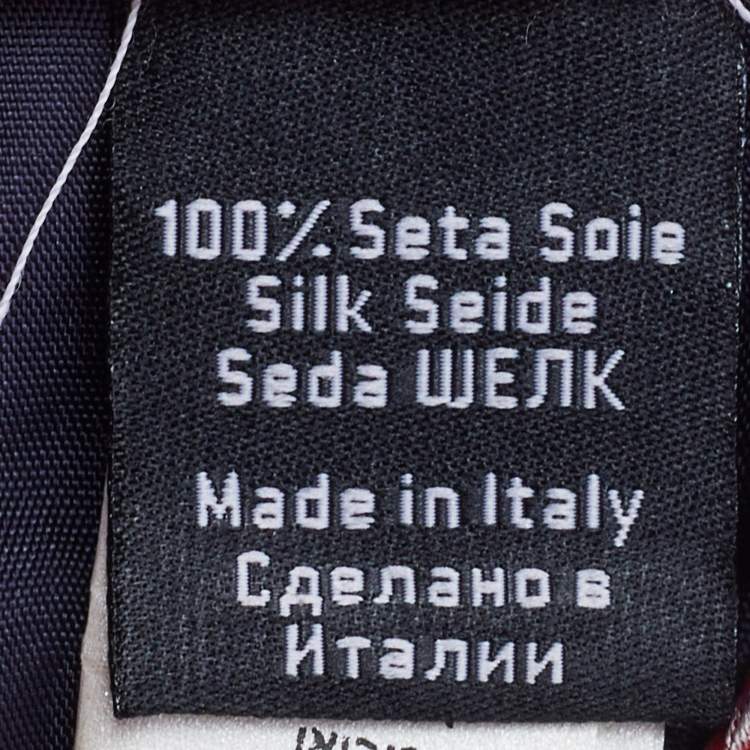 100% Seta Soie
Silk Seide
Seda ШЕЛК
Made in Italy
Сделано в
Италии